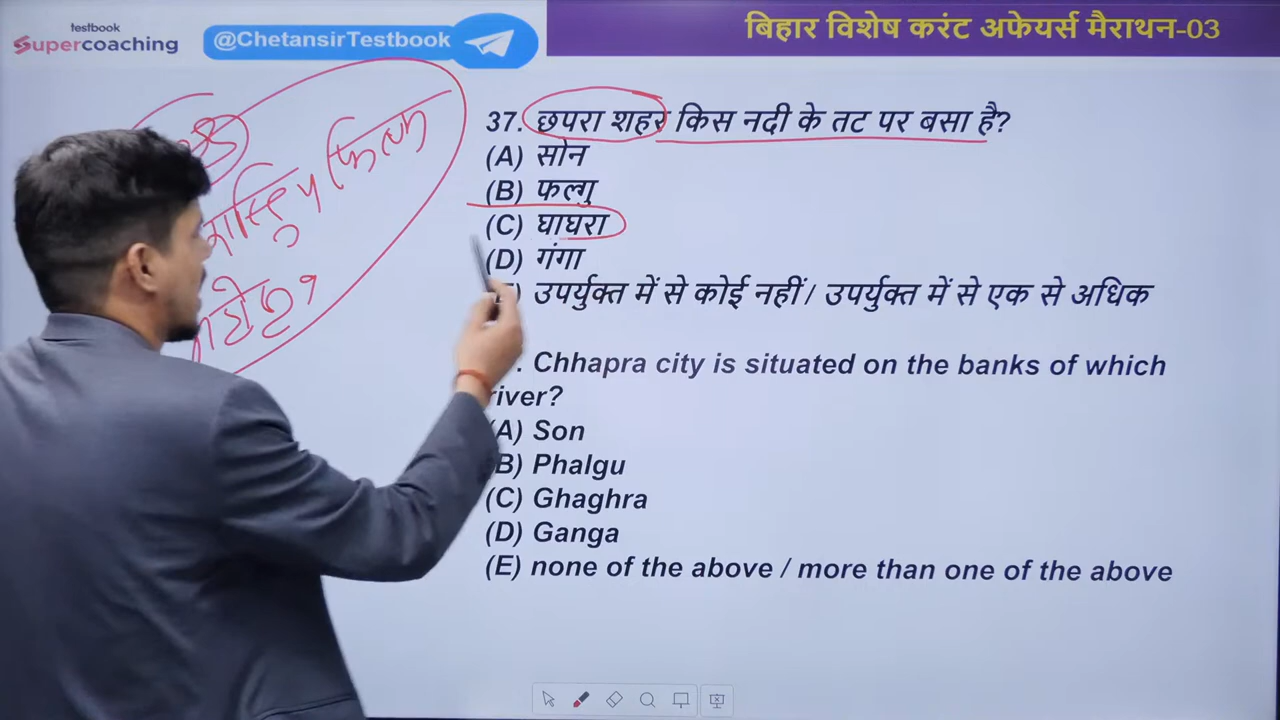 testbook
Supercoaching
@ChetansirTestbook
बिहार विशेष करंट अफेयर्स मैराथन-03
37. छपरा शहर किस नदी के तट पर बसा है?
(A) सोन
(B) फल्गु
(C) घाघरा
(D) गंगा
उपर्युक्त में से कोई नहीं/ उपर्युक्त में से एक से अधिक
. Chhapra city is situated on the banks of which
river?
(A) Son
(B) Phalgu
(C) Ghaghra
(D) Ganga
(E) none of the above / more than one of the above